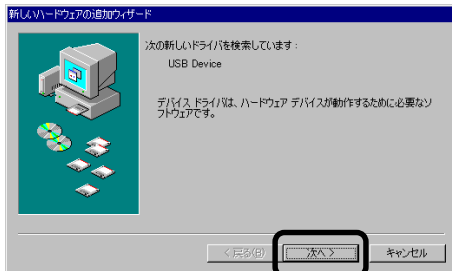 新しいハードウェアの追加ウィザード
次の新しいドライバを検索しています：
USB Device
デバイス ドライバは、ハードウェア デバイスが動作するために必要なソ
フトウェアです。
< 戻る(B)
次へ >
キャンセル